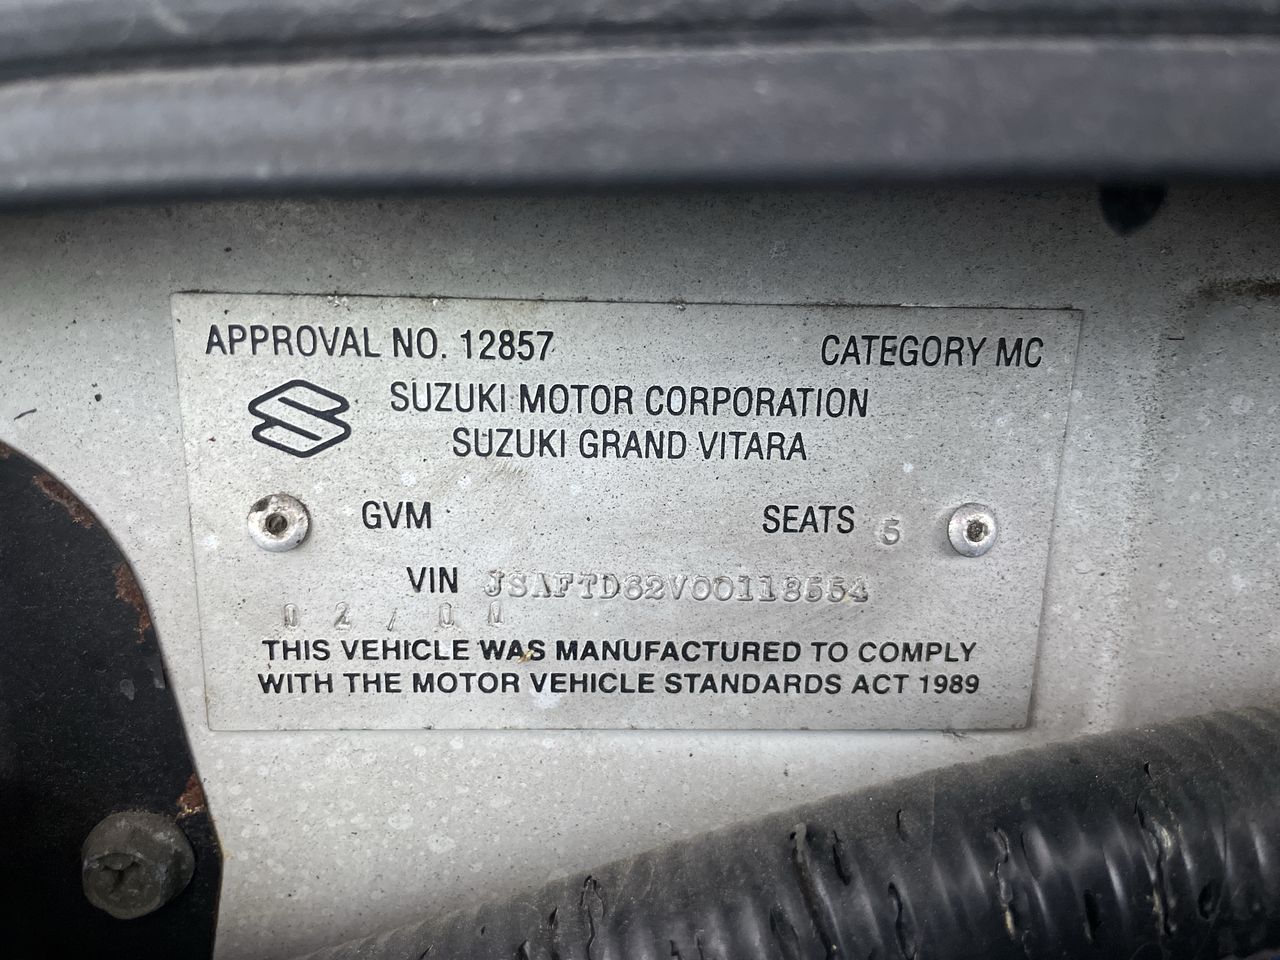 APPROVAL NO. 12857 CATEGORY MC
SUZUKI MOTOR CORPORATION
SUZUKI GRAND VITARA
GVM SEATS 5
VIN JSAFTD62V00118554
02/00
THIS VEHICLE WAS MANUFACTURED TO COMPLY
WITH THE MOTOR VEHICLE STANDARDS ACT 1989